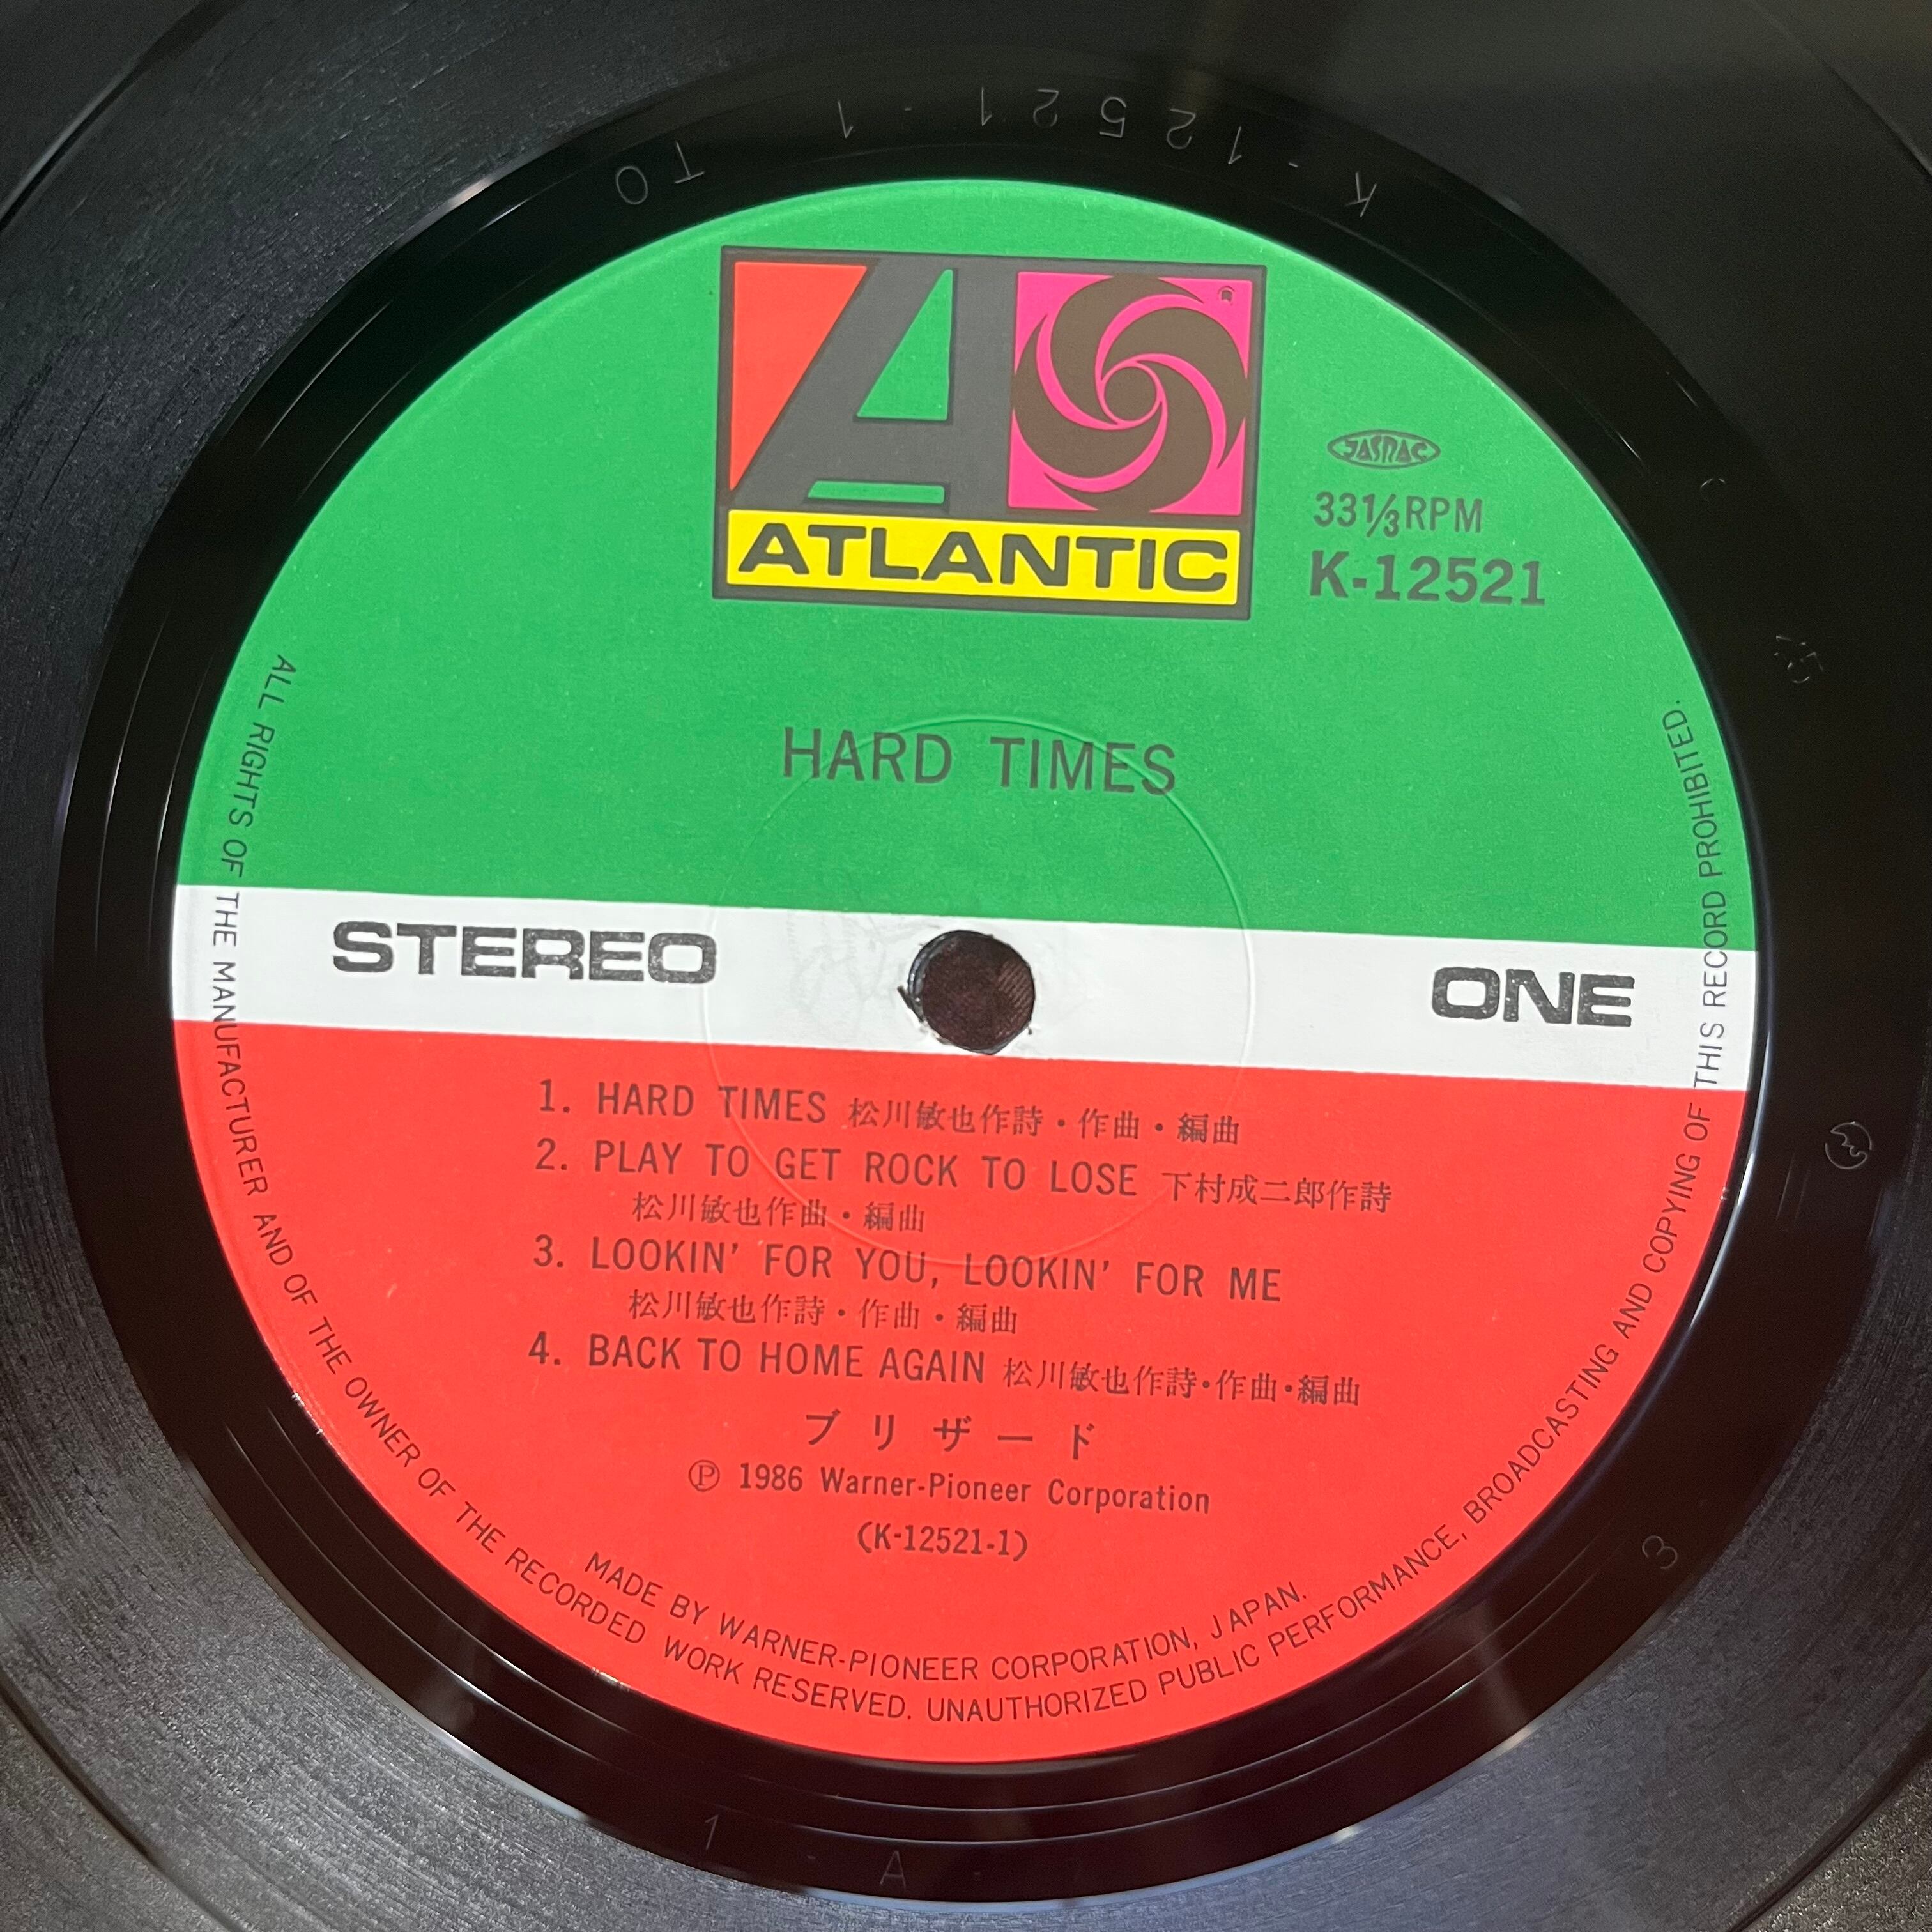 K-12521-1 TO
ATLANTIC
JASRAC
33⅓RPM
K-12521
HARD TIMES
STEREO
ONE
1. HARD TIMES 松川敏也作詩・作曲・編曲
2. PLAY TO GET ROCK TO LOSE 下村成二郎作詩
松川敏也作曲・編曲
3. LOOKIN' FOR YOU, LOOKIN' FOR ME
松川敏也作詩・作曲・編曲
4. BACK TO HOME AGAIN 松川敏也作詩・作曲・編曲
ブリザード
Ⓟ 1986 Warner-Pioneer Corporation
(K-12521-1)
MADE BY WARNER-PIONEER CORPORATION, JAPAN.
ALL RIGHTS OF THE MANUFACTURER AND OF THE OWNER OF THE RECORDED WORK RESERVED. UNAUTHORIZED PUBLIC PERFORMANCE, BROADCASTING AND COPYING OF THIS RECORD PROHIBITED.
1-A-
3